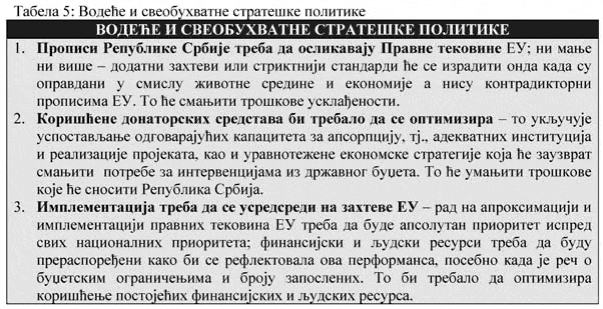 Табела 5: Водеће и свеобухватне стратешке политике
ВОДЕЋЕ И СВЕОБУХВАТНЕ СТРАТЕШКЕ ПОЛИТИКЕ
1. Прописи Републике Србије треба да осликавају Правне тековине ЕУ; ни мање
ни више – додатни захтеви или стриктнији стандарди ће се израдити онда када су
оправдани у смислу животне средине и економије а нису контрадикторни
прописима ЕУ. То ће смањити трошкове усклађености.
2. Коришћене донаторских средстава би требало да се оптимизира – то укључује
успостављање одговарајућих капацитета за апсорпцију, тј., адекватних институција
и реализације пројеката, као и уравнотежене економске стратегије која ће заузврат
смањити потребе за интервенцијама из државног буџета. То ће умањити трошкове
које ће сносити Република Србија.
3. Имплементација треба да се усредсреди на захтеве ЕУ – рад на апроксимацији и
имплементацији правних тековина ЕУ треба да буде апсолутан приоритет испред
свих националних приоритета; финансијски и људски ресурси треба да буду
прераспоређени како би се рефлектовала ова перформанса, посебно када је реч о
буџетским ограничењима и броју запослених. То би требало да оптимизира
коришћење постојећих финансијских и људских ресурса.